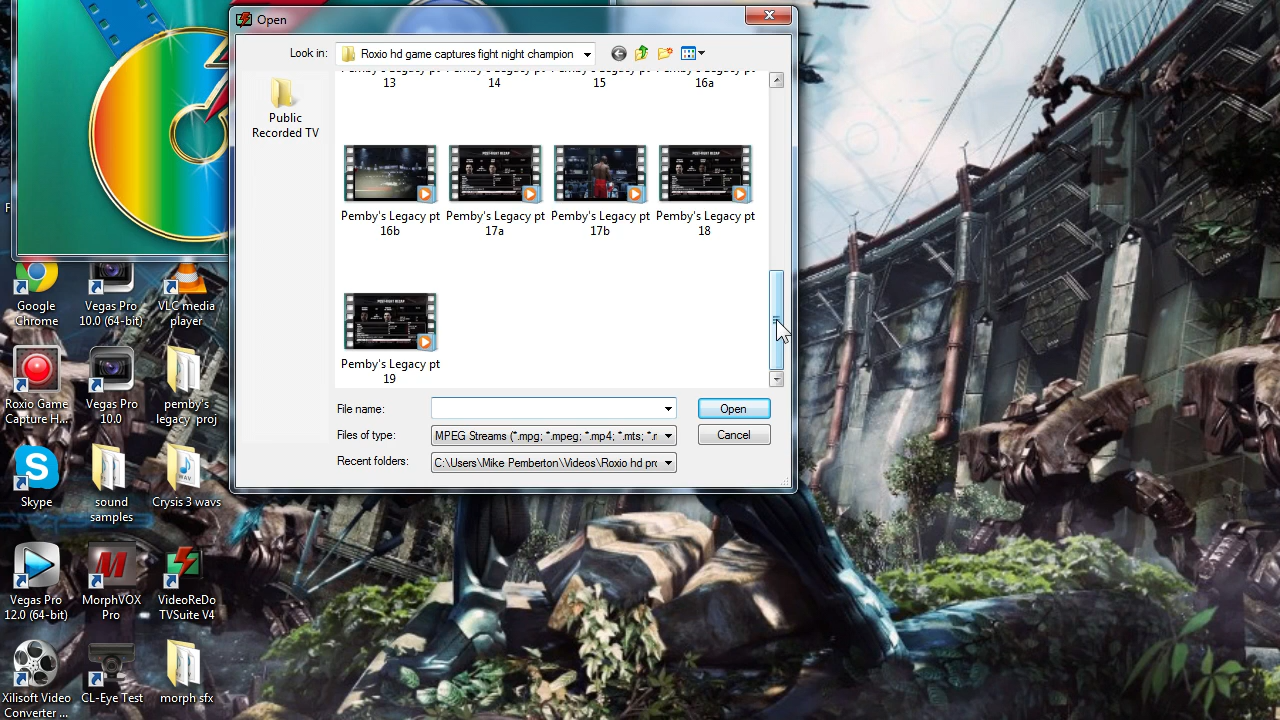 Open
Look in:
Roxio hd game captures fight night champion
Public
Recorded TV
13
14
15
16a
Pemby's Legacy pt
16b
Pemby's Legacy pt
17a
Pemby's Legacy pt
17b
Pemby's Legacy pt
18
Pemby's Legacy pt
19
File name:
Open
Files of type:
MPEG Streams (*.mpg; *.mpeg; *.mp4; *.mts; *.r
Cancel
Recent folders:
C:\Users\Mike Pemberton\Videos\Roxio hd prc
Google
Chrome
Vegas Pro
10.0 (64-bit)
VLC media
player
Roxio Game
Capture H...
Vegas Pro
10.0
pemby's
legacy proj
Skype
sound
samples
WAV
Crysis 3 wavs
Vegas Pro
12.0 (64-bit)
M
MorphVOX
Pro
VideoReDo
TVSuite V4
Xilisoft Video
Converter ...
CL-Eye Test
morph sfx